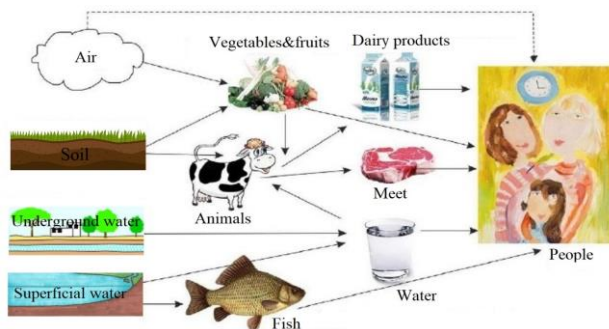 Vegetables&fruits
Dairy products
Air
Soil
Animals
Meet
Underground water
Superficial water
Fish
Water
People